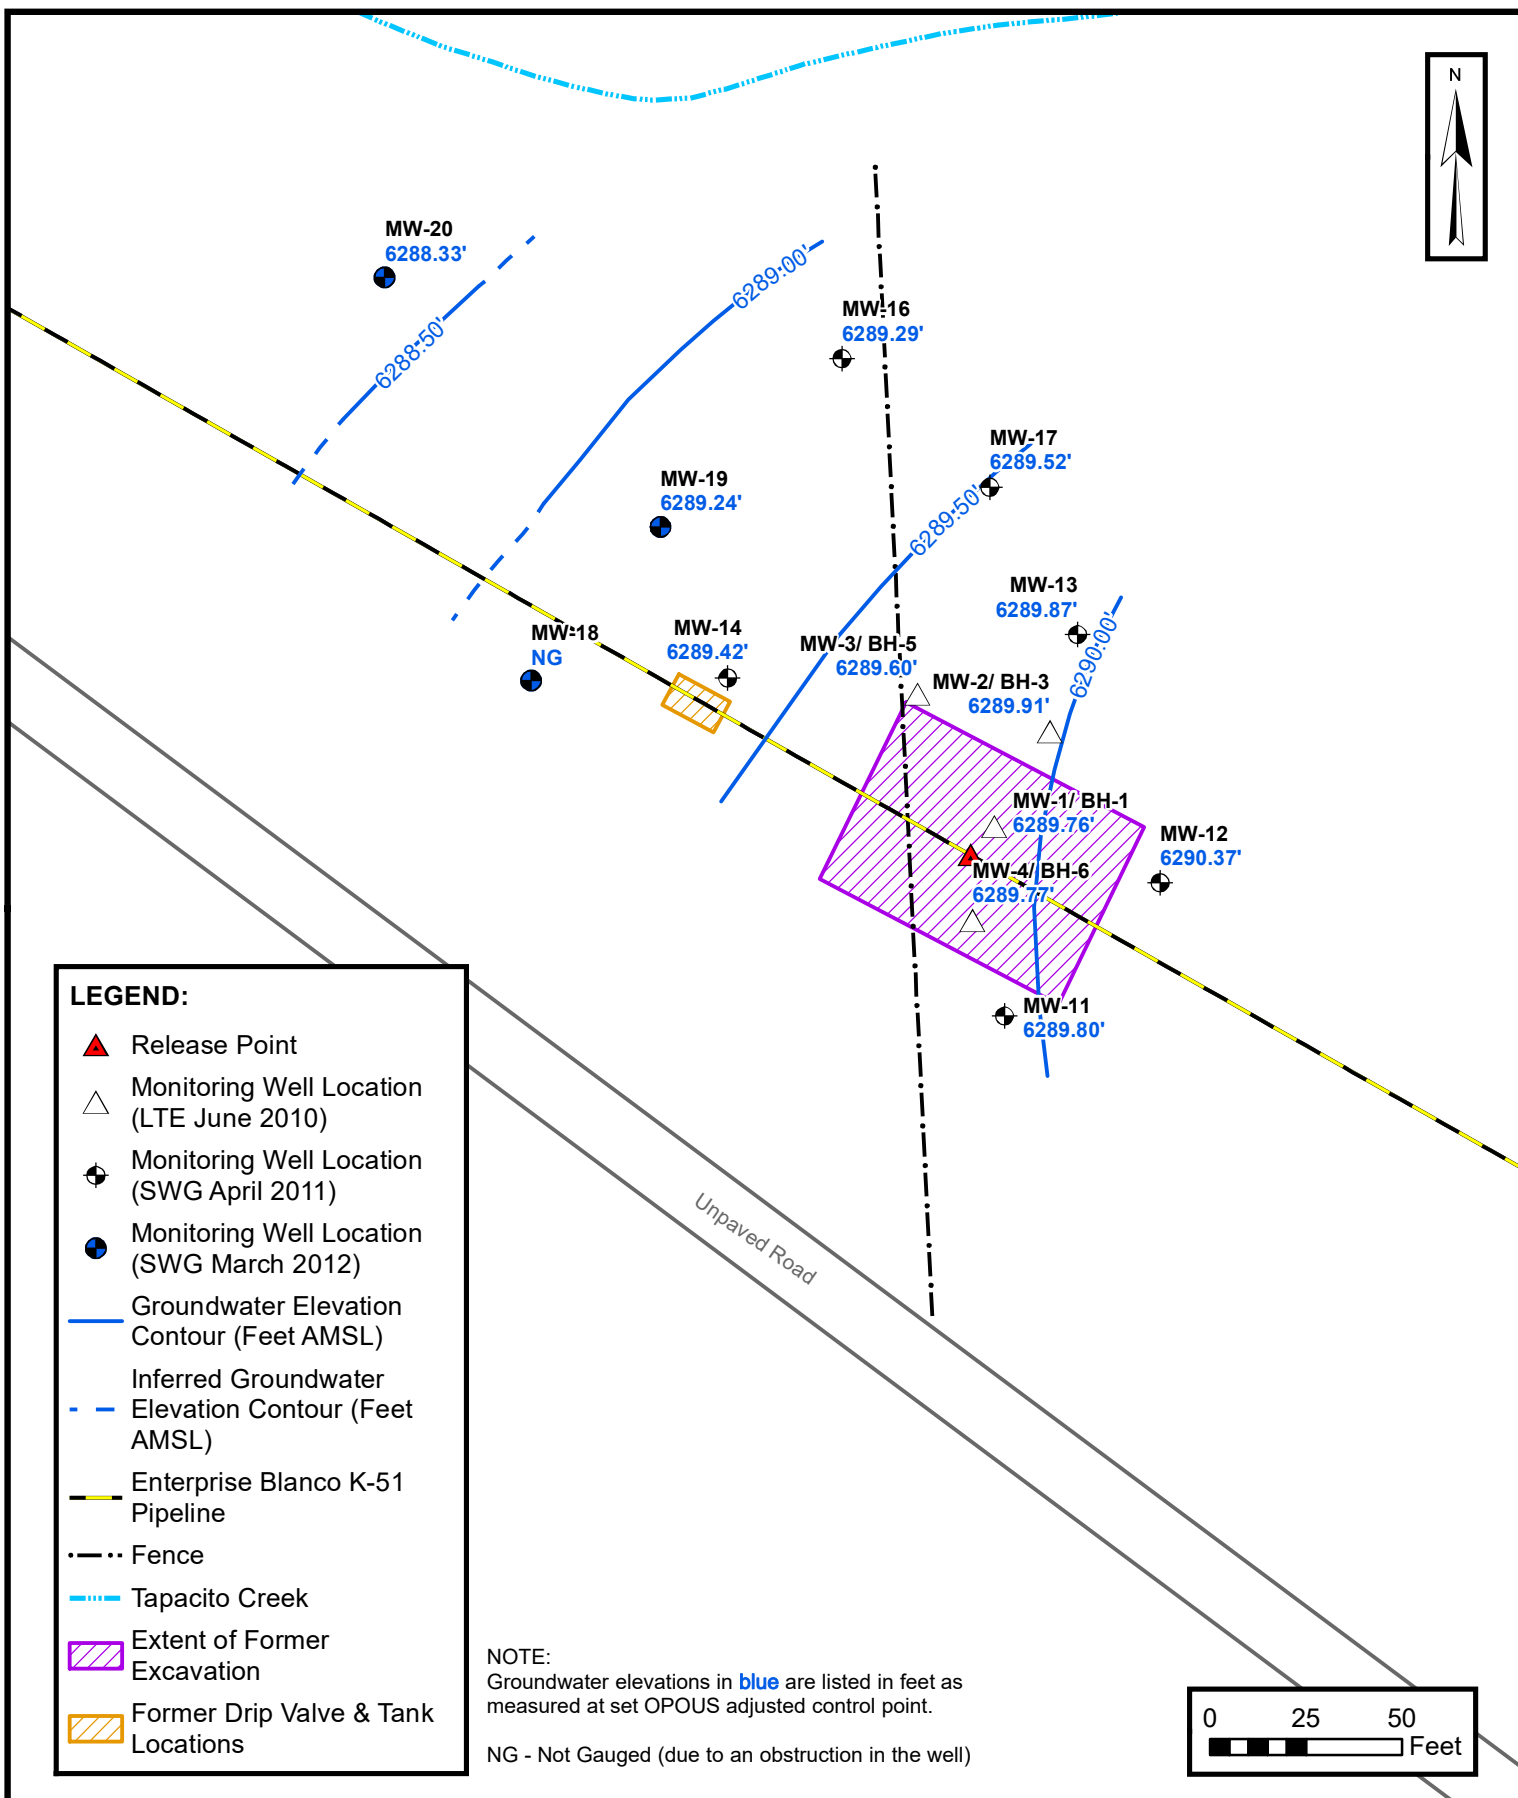 N
MW-20
6288.33'
6289.00'
MW-16
6289.29'
6288.50'
MW-17
6289.52'
MW-19
6289.24'
6289.50'
MW-13
6289.87'
MW-18
NG
MW-14
6289.42'
MW-3/ BH-5
6289.60'
6290.00'
MW-2/ BH-3
6289.91'
MW-1/ BH-1
6289.76'
MW-12
6290.37'
MW-4/ BH-6
6289.77'
MW-11
6289.80'
Unpaved Road
LEGEND:
Release Point
Monitoring Well Location
(LTE June 2010)
Monitoring Well Location
(SWG April 2011)
Monitoring Well Location
(SWG March 2012)
Groundwater Elevation
Contour (Feet AMSL)
Inferred Groundwater
Elevation Contour (Feet
AMSL)
Enterprise Blanco K-51
Pipeline
Fence
Tapacito Creek
Extent of Former
Excavation
Former Drip Valve & Tank
Locations
NOTE:
Groundwater elevations in blue are listed in feet as
measured at set OPOUS adjusted control point.
NG - Not Gauged (due to an obstruction in the well)
0 25 50
Feet